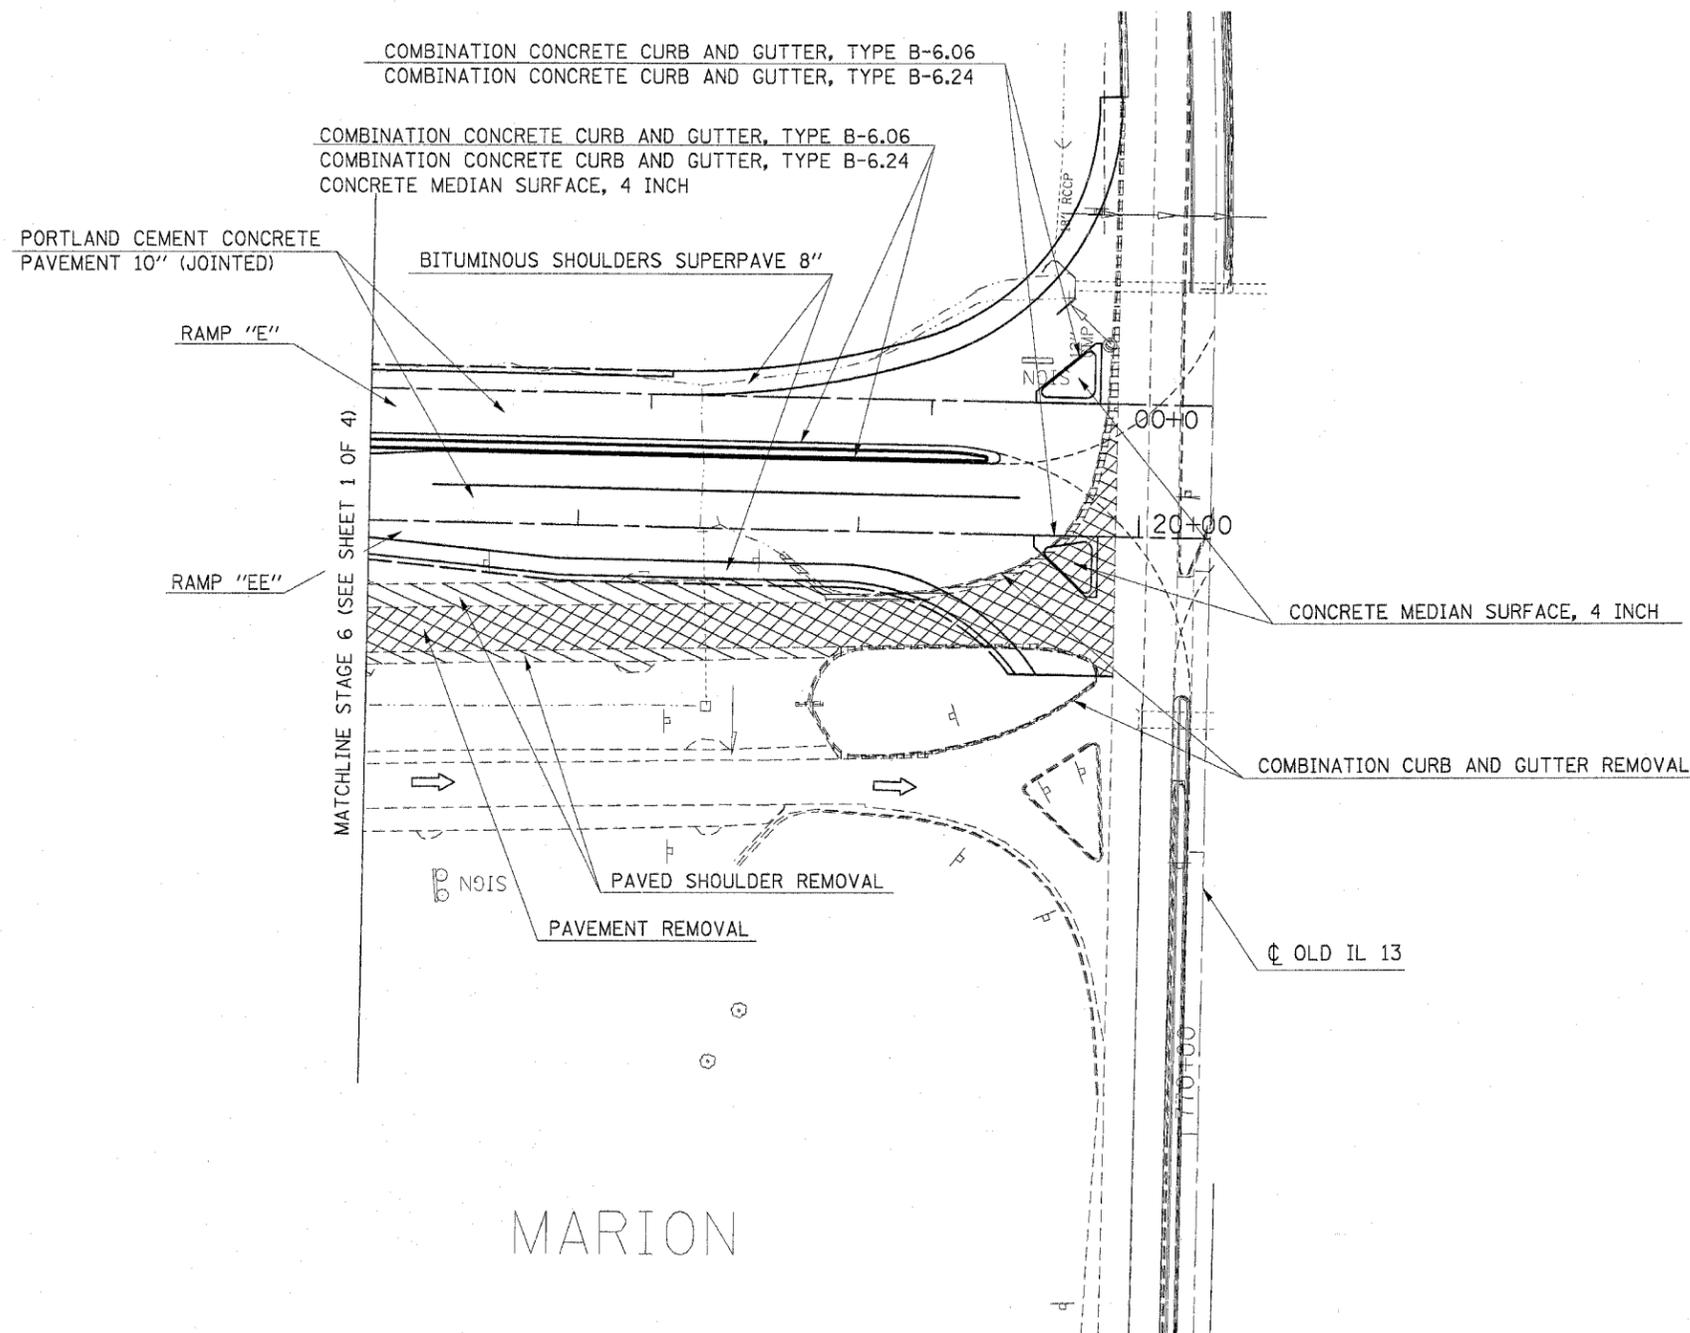 COMBINATION CONCRETE CURB AND GUTTER, TYPE B-6.06
COMBINATION CONCRETE CURB AND GUTTER, TYPE B-6.24
COMBINATION CONCRETE CURB AND GUTTER, TYPE B-6.06
COMBINATION CONCRETE CURB AND GUTTER, TYPE B-6.24
CONCRETE MEDIAN SURFACE, 4 INCH
RCCP
PORTLAND CEMENT CONCRETE
PAVEMENT 10" (JOINTED)
BITUMINOUS SHOULDERS SUPERPAVE 8"
RAMP "E"
SIGN
00+0
MATCHLINE STAGE 6 (SEE SHEET 1 OF 4)
20+00
RAMP "EE"
CONCRETE MEDIAN SURFACE, 4 INCH
COMBINATION CURB AND GUTTER REMOVAL
SIGN
PAVED SHOULDER REMOVAL
PAVEMENT REMOVAL
℄ OLD IL 13
170+00
MARION